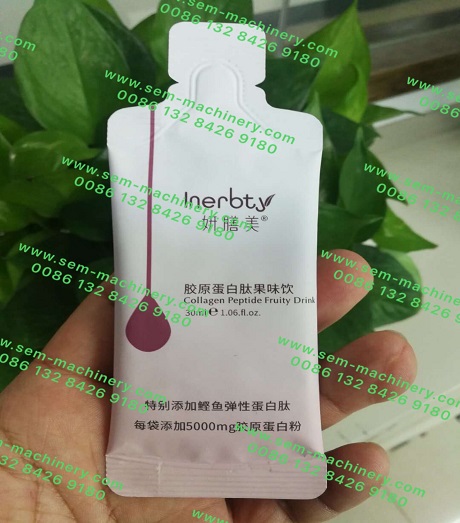 Inerbty
妍膳美®
胶原蛋白肽果味饮
Collagen Peptide Fruity Drink
30ml ℮ 1.06.fl.oz.
特别添加鲣鱼弹性蛋白肽
每袋添加5000mg胶原蛋白粉
www.sem-machinery.com
0086 132 8426 9180